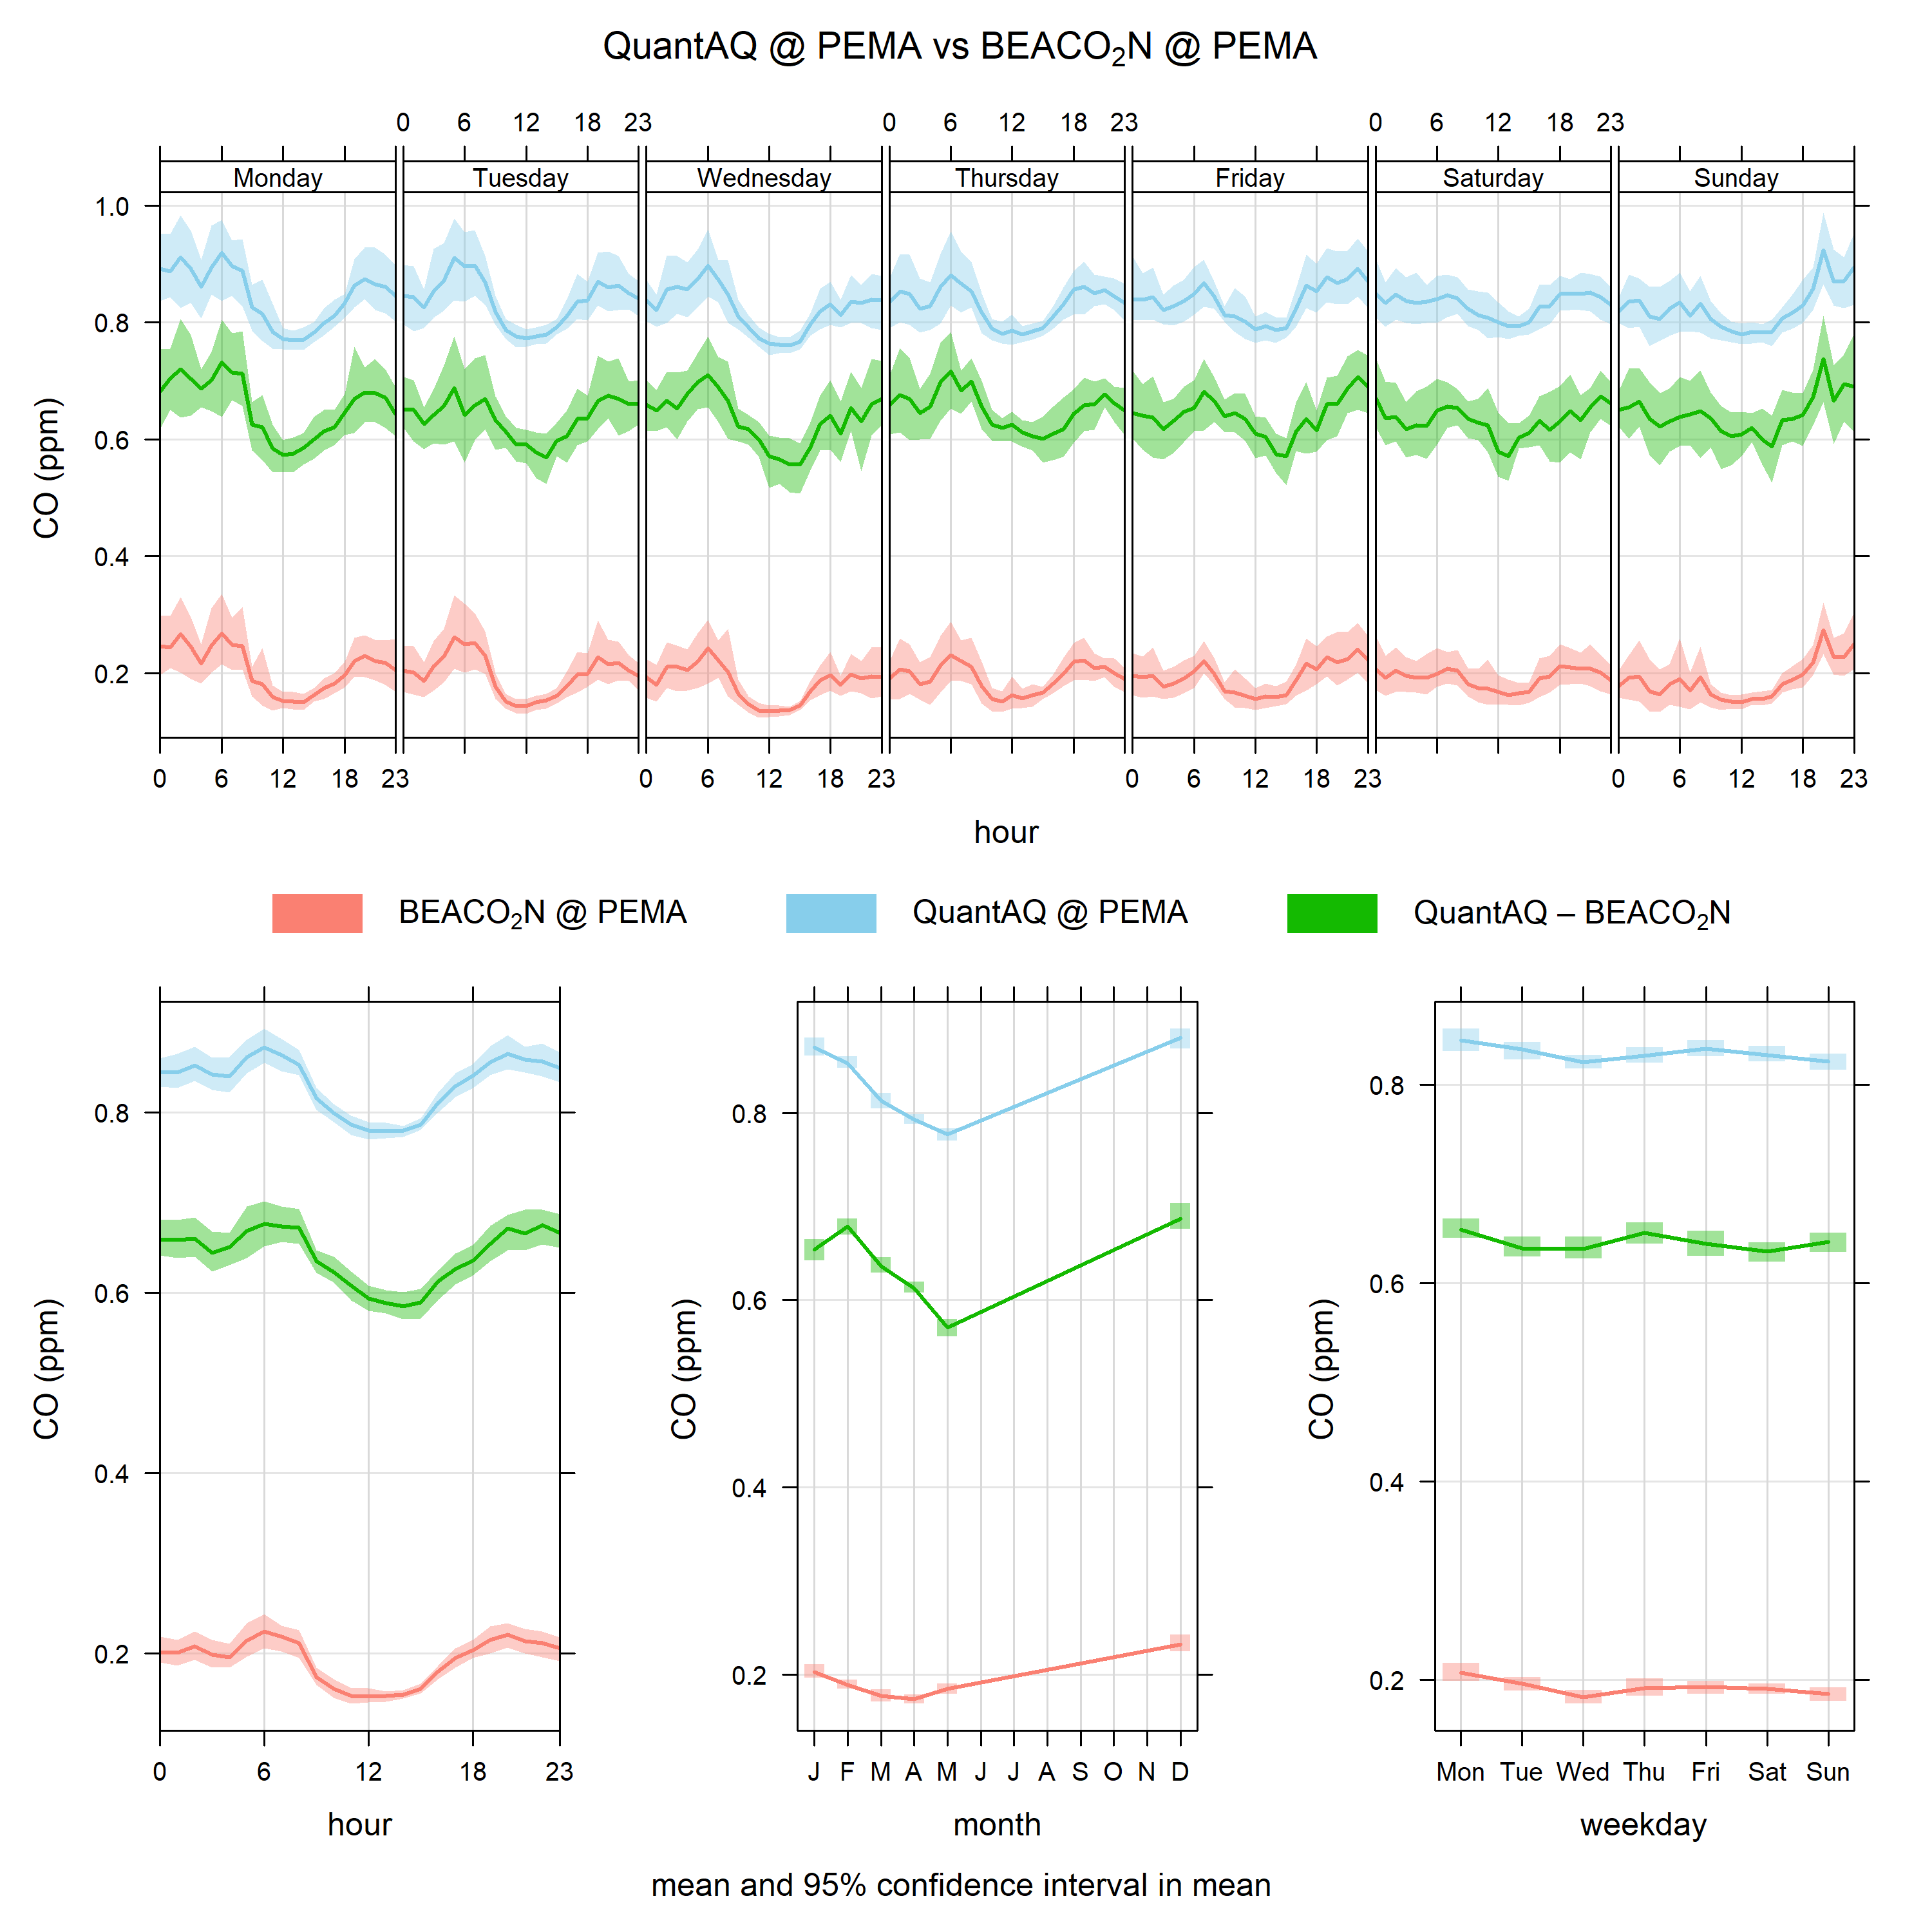 QuantAQ @ PEMA vs BEACO₂N @ PEMA
0 6 12 18 23 0 6 12 18 23 0 6 12 18 23
Monday Tuesday Wednesday Thursday Friday Saturday Sunday
1.0
0.8
0.6
0.4
0.2
CO (ppm)
0 6 12 18 23 0 6 12 18 23 0 6 12 18 23 0 6 12 18 23
hour
BEACO₂N @ PEMA QuantAQ @ PEMA QuantAQ – BEACO₂N
0.8
0.6
0.4
0.2
CO (ppm)
0 6 12 18 23
hour
0.8
0.6
0.4
0.2
CO (ppm)
J F M A M J J A S O N D
month
0.8
0.6
0.4
0.2
CO (ppm)
Mon Tue Wed Thu Fri Sat Sun
weekday
mean and 95% confidence interval in mean